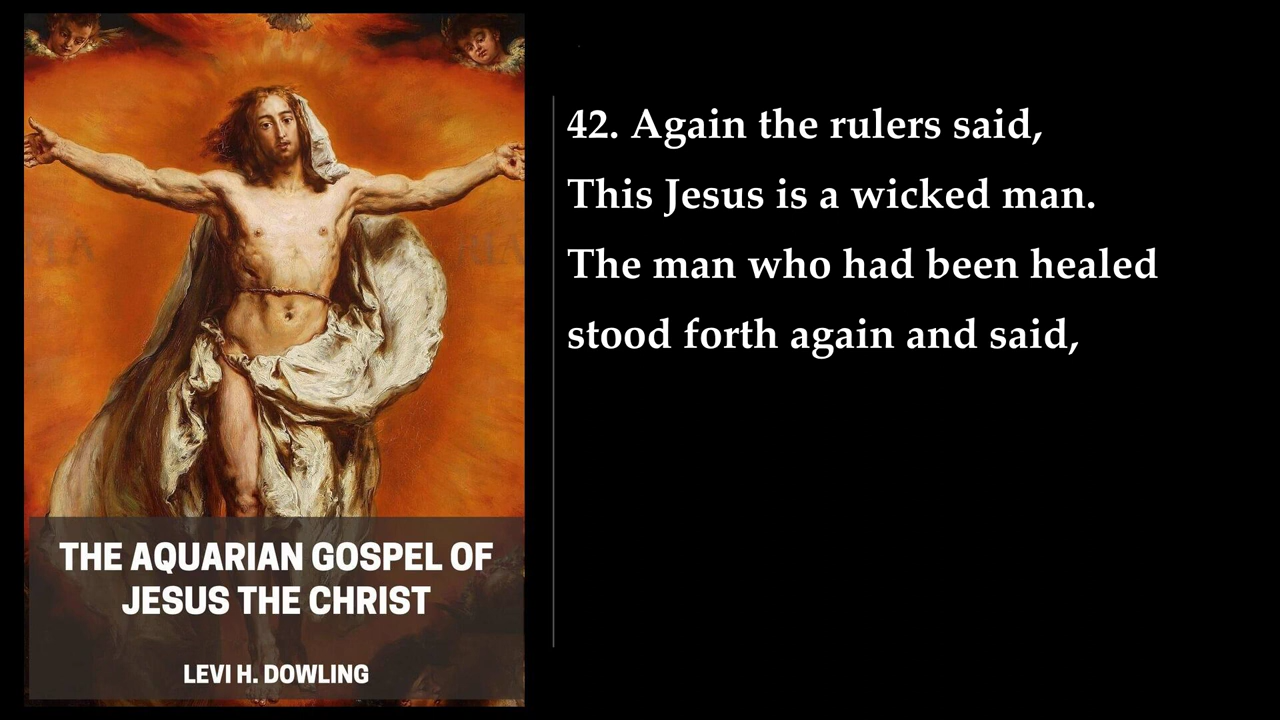 42. Again the rulers said,
This Jesus is a wicked man.
The man who had been healed
stood forth again and said,
THE AQUARIAN GOSPEL OF
JESUS THE CHRIST
LEVI H. DOWLING